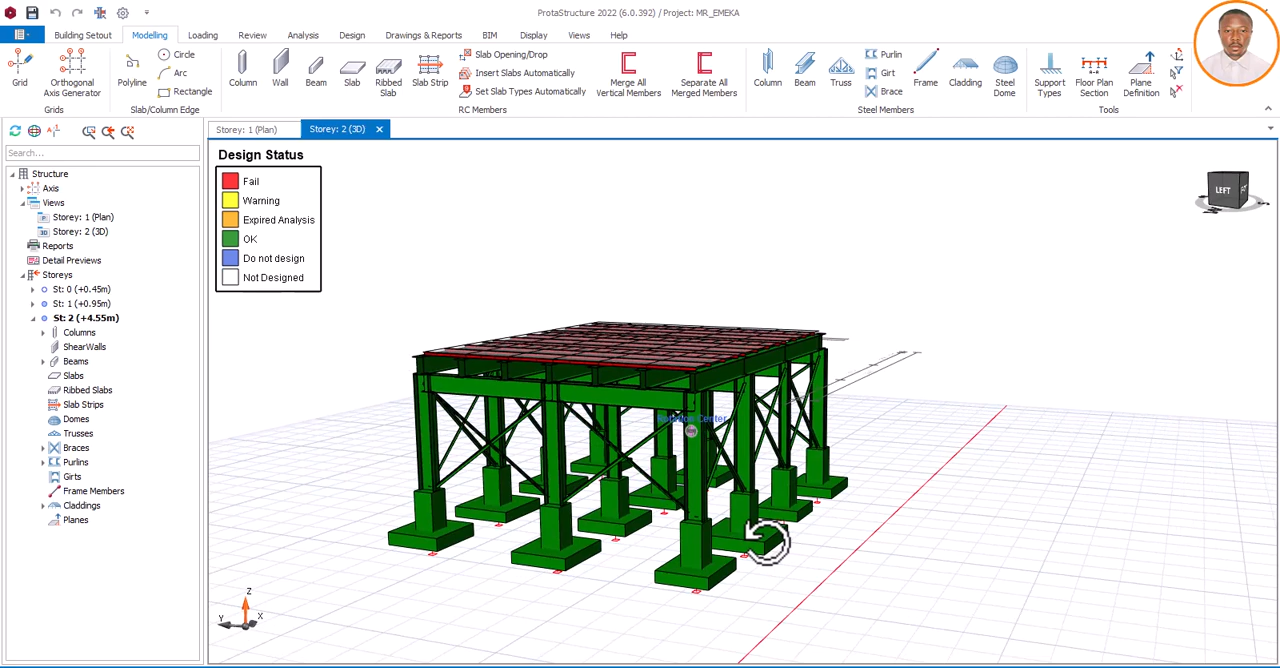 ProtaStructure 2022 (6.0.392) / Project: MR_EMEKA
Building Setout Modelling Loading Review Analysis Design Drawings & Reports BIM Display Views Help
Grid
Orthogonal Axis Generator
Grids
Polyline
Circle
Arc
Rectangle
Slab/Column Edge
Column
Wall
Beam
Slab
Ribbed Slab
Slab Strip
Slab Opening/Drop
Insert Slabs Automatically
Set Slab Types Automatically
Merge All Vertical Members
Separate All Merged Members
RC Members
Column
Beam
Truss
Purlin
Girt
Brace
Frame
Cladding
Steel Dome
Steel Members
Support Types
Floor Plan Section
Plane Definition
Tools
Search...
Structure
Axis
Views
Storey: 1 (Plan)
Storey: 2 (3D)
Reports
Detail Previews
Storeys
St: 0 (+0.45m)
St: 1 (+0.95m)
St: 2 (+4.55m)
Columns
ShearWalls
Beams
Slabs
Ribbed Slabs
Slab Strips
Domes
Trusses
Braces
Purlins
Girts
Frame Members
Claddings
Planes
Storey: 1 (Plan)
Storey: 2 (3D)
Design Status
Fail
Warning
Expired Analysis
OK
Do not design
Not Designed
LEFT
Rotation Center
Z
Y
X